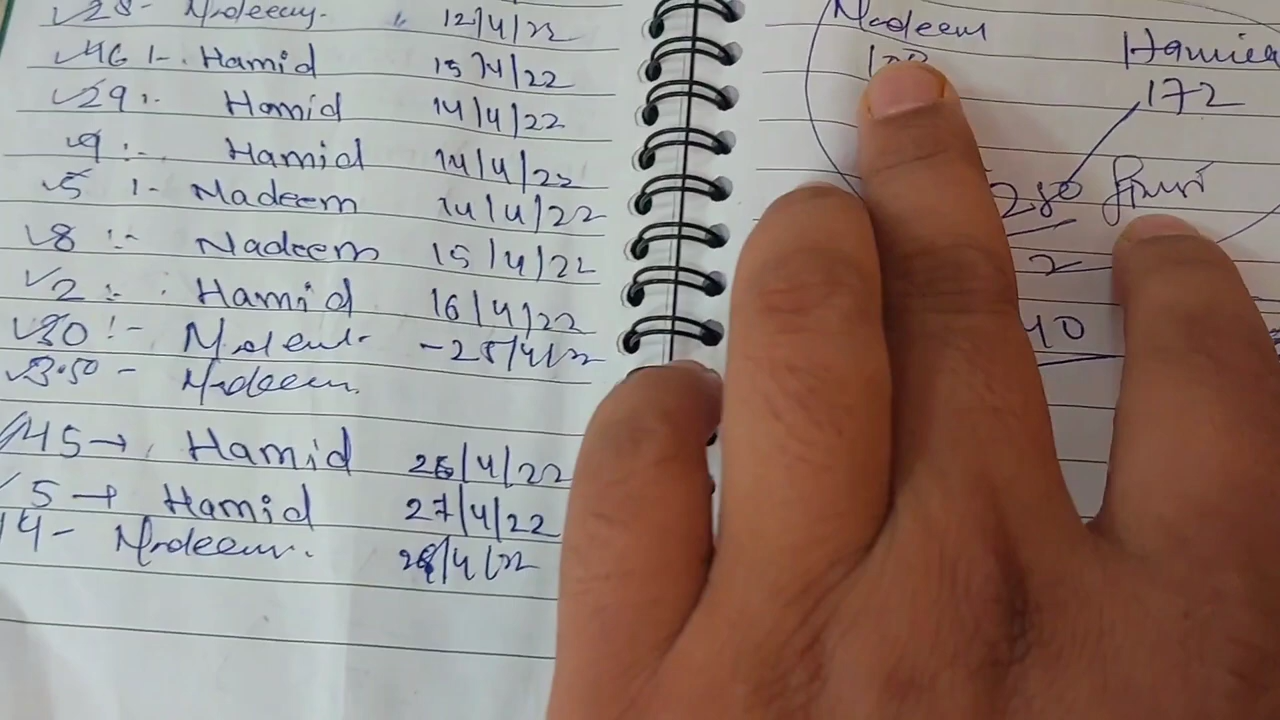 28- Nadeem. " 12/4/22
46 :- Hamid 15/4/22
29 :- Hamid 14/4/22
9 :- Hamid 14/4/22
5 :- Nadeem 14/4/22
8 :- Nadeem 15/4/22
2 :- Hamid 16/4/22
30 :- Nadeem - 25/4/22
3.50 - Nadeem.
45 → Hamid 26/4/22
5 → Hamid 27/4/22
14 - Nadeem. 28/4/22
Nadeem
Hamid
172
280
2
40